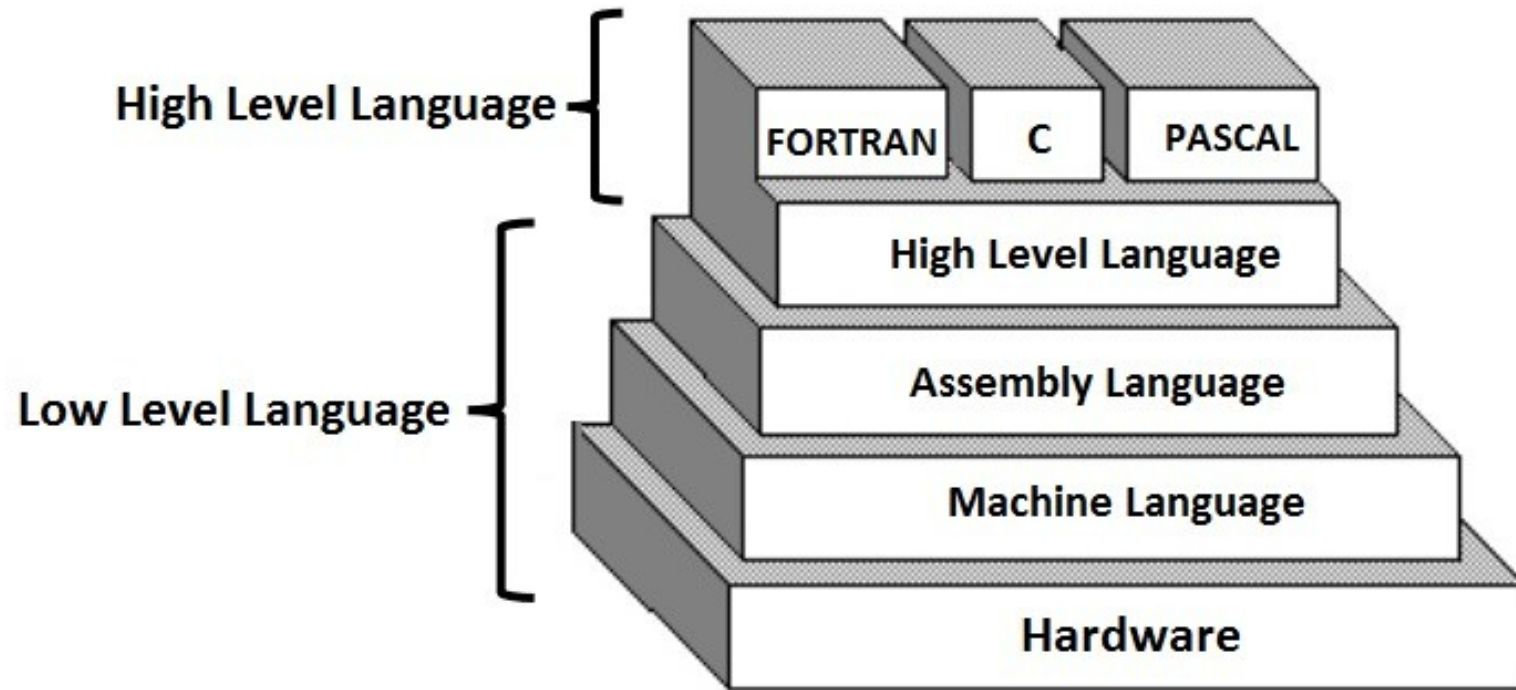 High Level Language
FORTRAN C PASCAL
High Level Language
Low Level Language
Assembly Language
Machine Language
Hardware